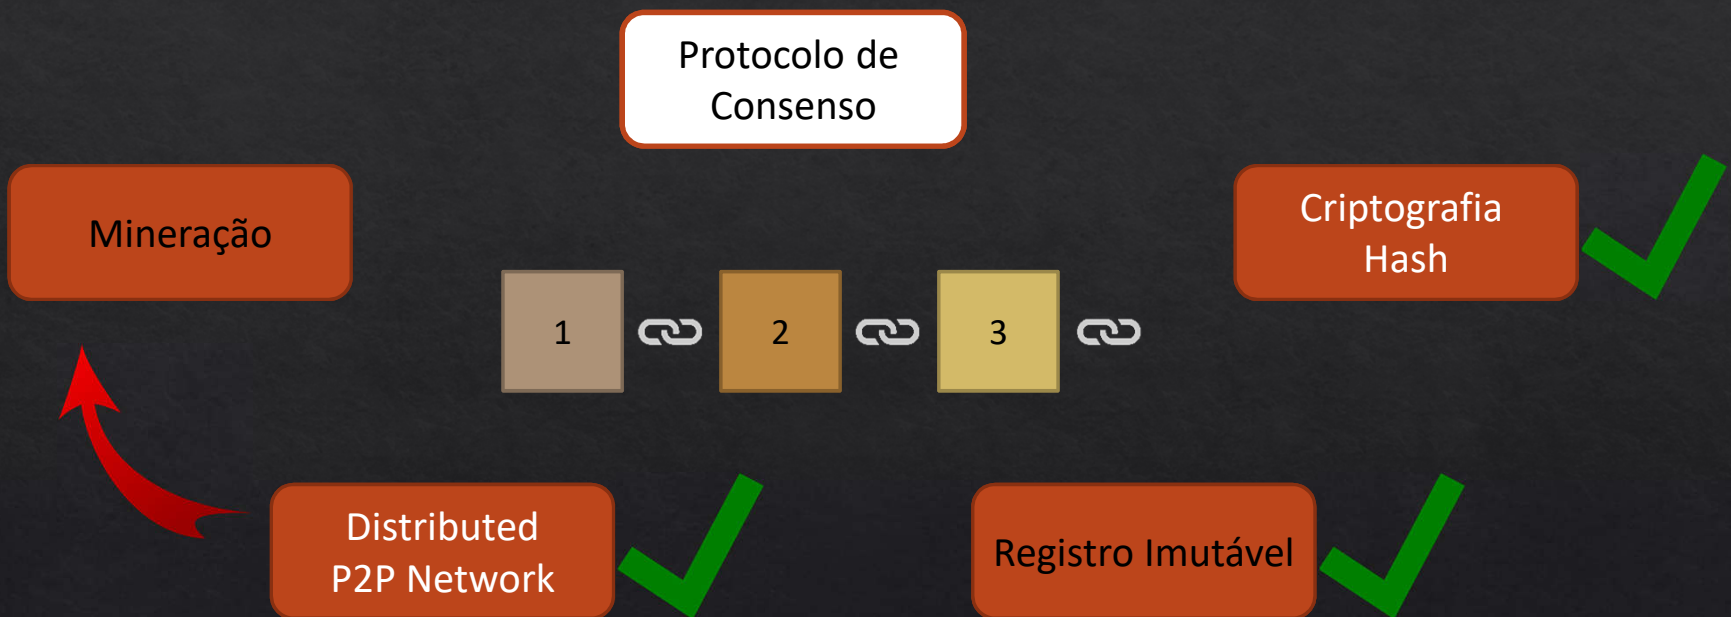 Protocolo de
Consenso
Mineração
Criptografia
Hash
1
2
3
Distributed
P2P Network
Registro Imutável